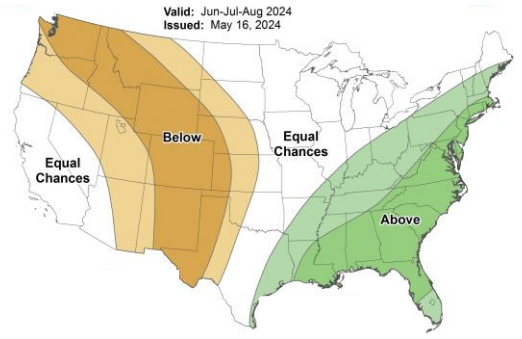 Valid: Jun-Jul-Aug 2024
Issued: May 16, 2024
Below
Equal
Chances
Equal
Chances
Above